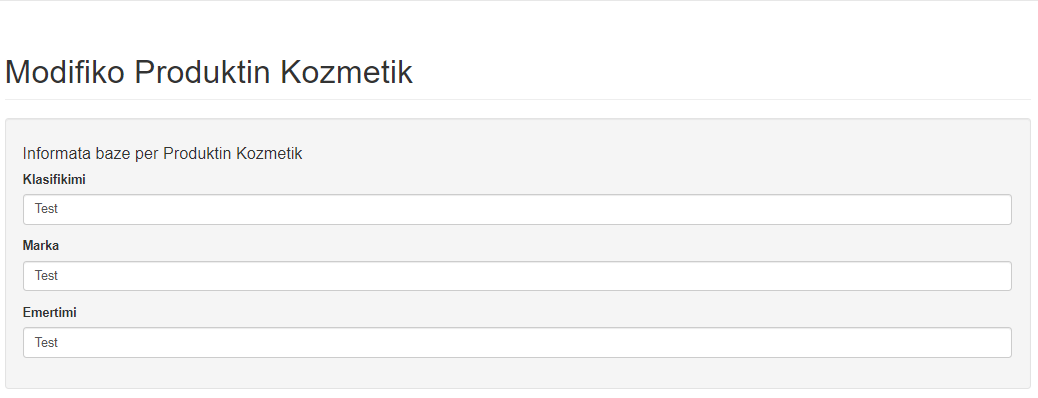 Modifiko Produktin Kozmetik
Informata baze per Produktin Kozmetik
Klasifikimi
Test
Marka
Test
Emertimi
Test